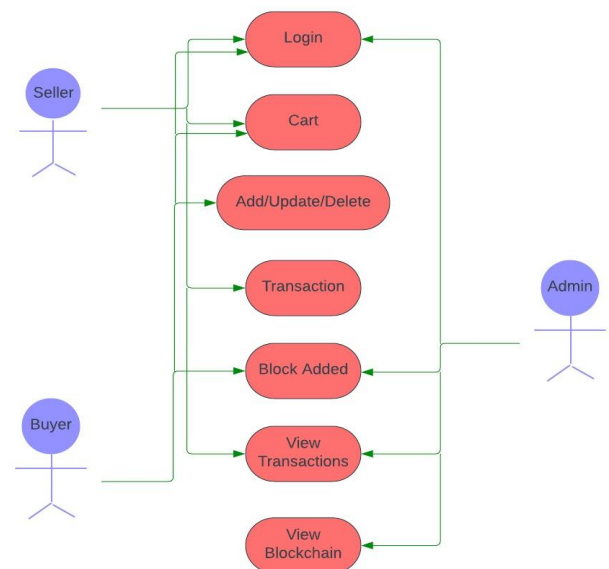 Login
Seller
Cart
Add/Update/Delete
Transaction
Admin
Block Added
Buyer
View
Transactions
View
Blockchain